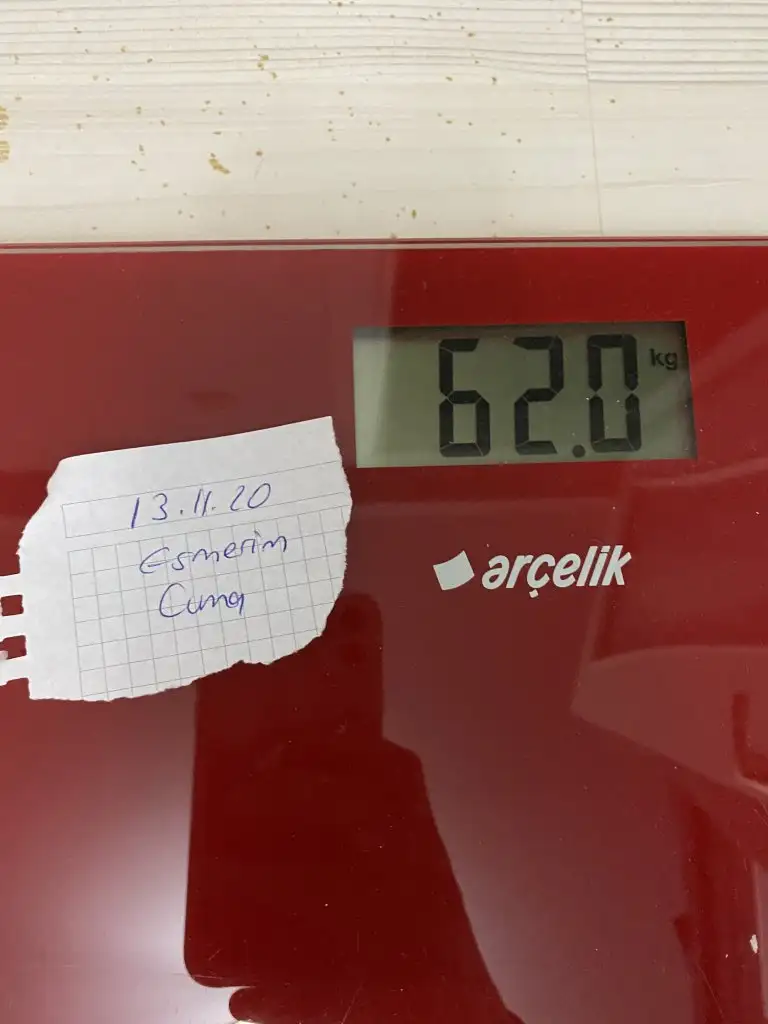 62.0 kg
13.11.20
Esmerim
Cuma
arçelik